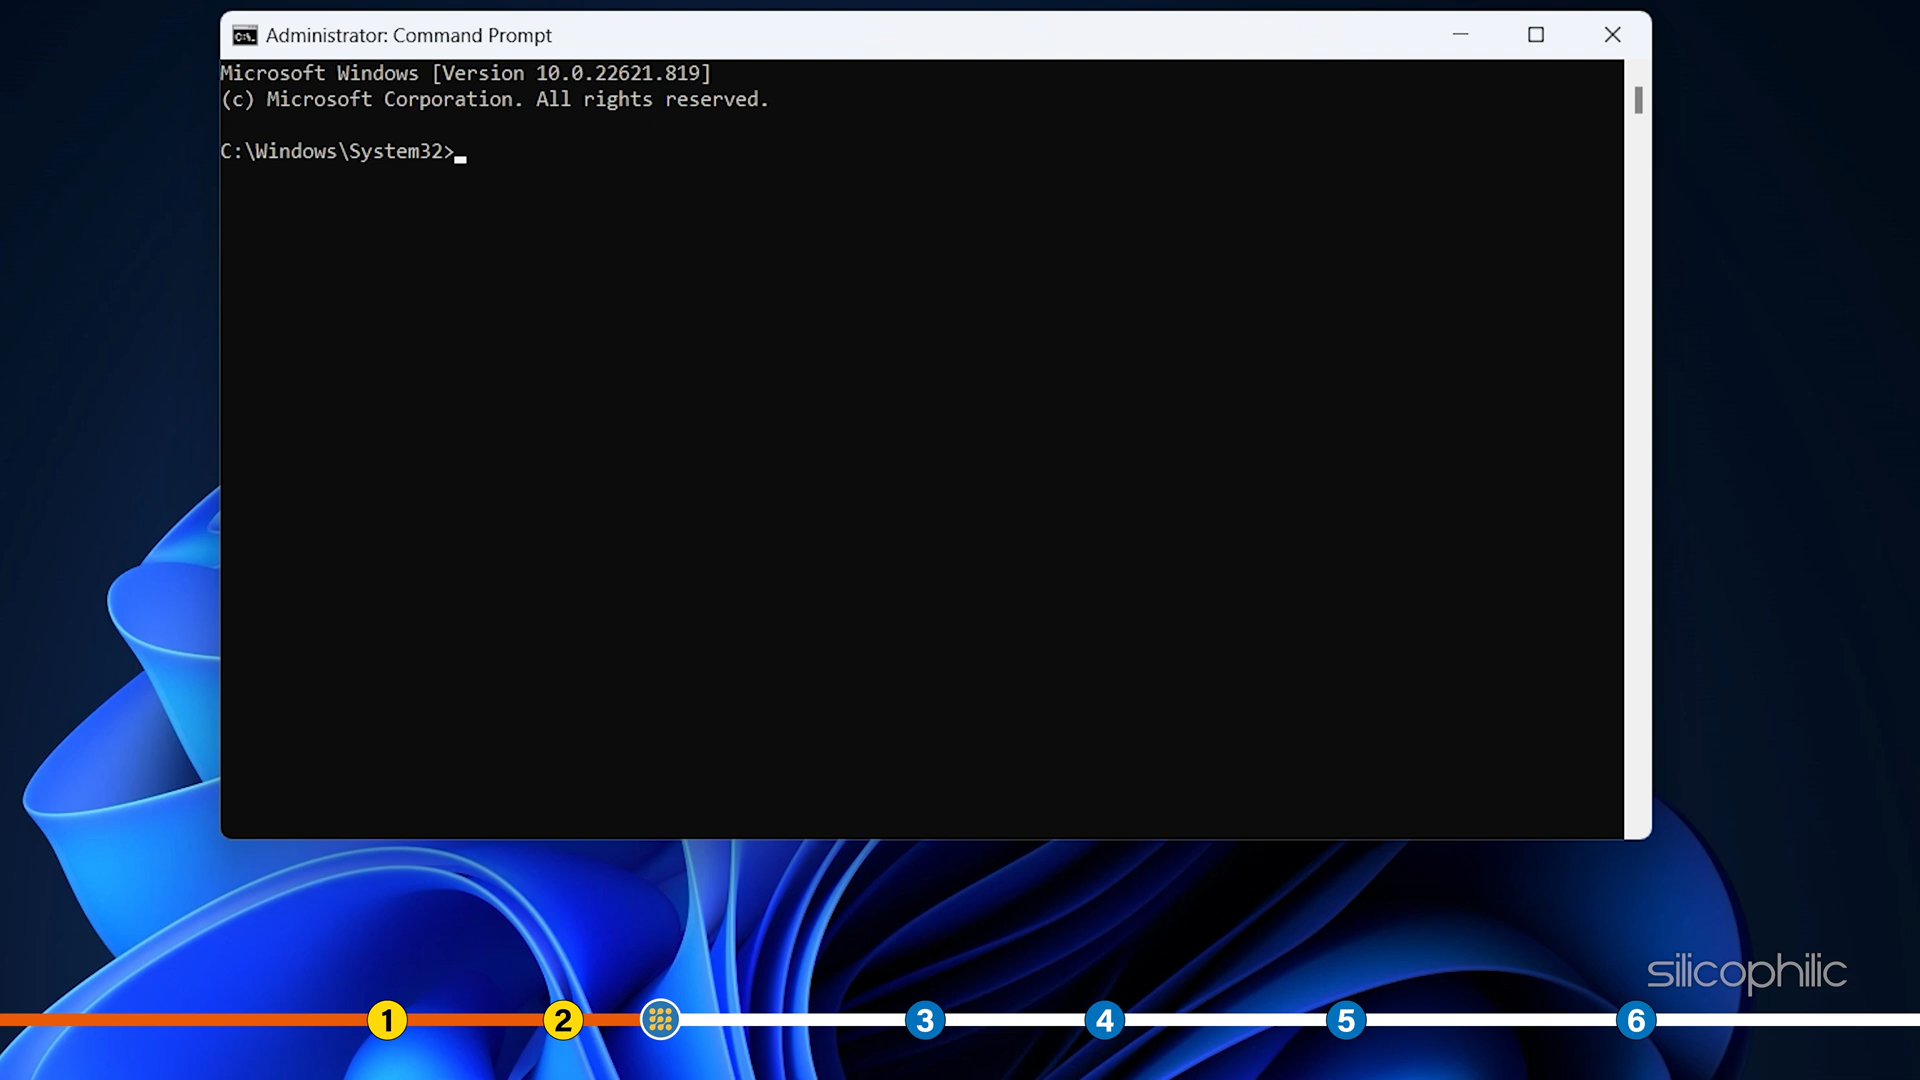 Administrator: Command Prompt
Microsoft Windows [Version 10.0.22621.819]
(c) Microsoft Corporation. All rights reserved.
C:\Windows\System32>
silicophilic
1 2 3 4 5 6